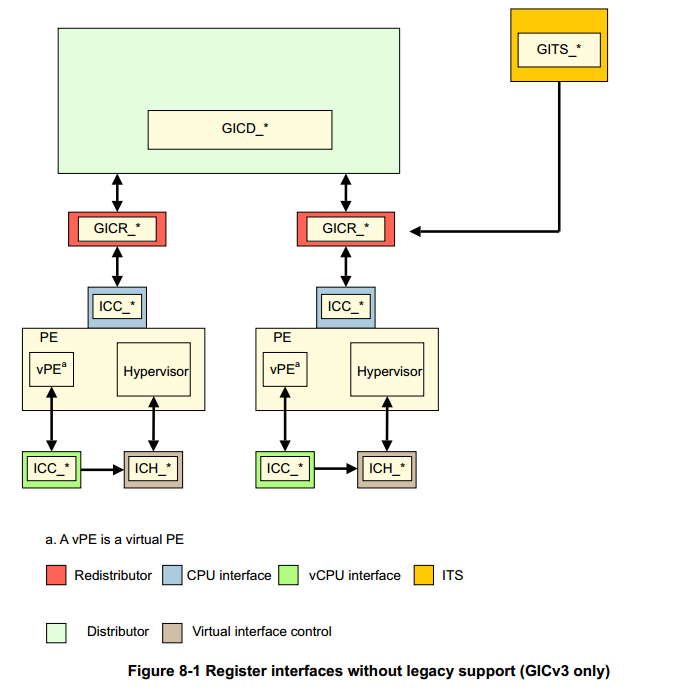 GITS_*
GICD_*
GICR_* GICR_*
ICC_* ICC_*
PE PE
vPEa Hypervisor vPEa Hypervisor
ICC_* ICH_* ICC_* ICH_*
a. A vPE is a virtual PE
Redistributor CPU interface vCPU interface ITS
Distributor Virtual interface control
Figure 8-1 Register interfaces without legacy support (GICv3 only)